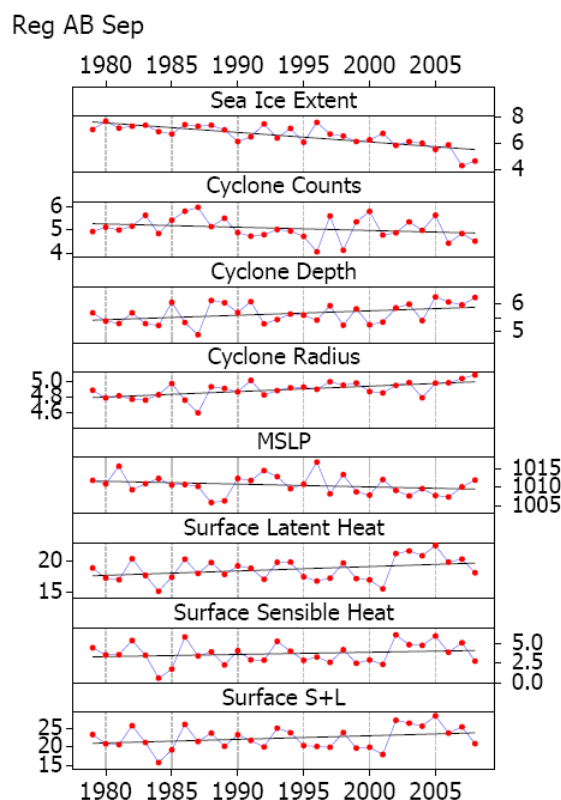 Reg AB Sep
1980 1985 1990 1995 2000 2005
Sea Ice Extent
8
6
4
Cyclone Counts
6
5
4
Cyclone Depth
6
5
Cyclone Radius
5.0
4.8
4.6
MSLP
1015
1005
Surface Latent Heat
20
15
Surface Sensible Heat
5.0
2.5
0.0
Surface S+L
25
20
15
1980 1985 1990 1995 2000 2005